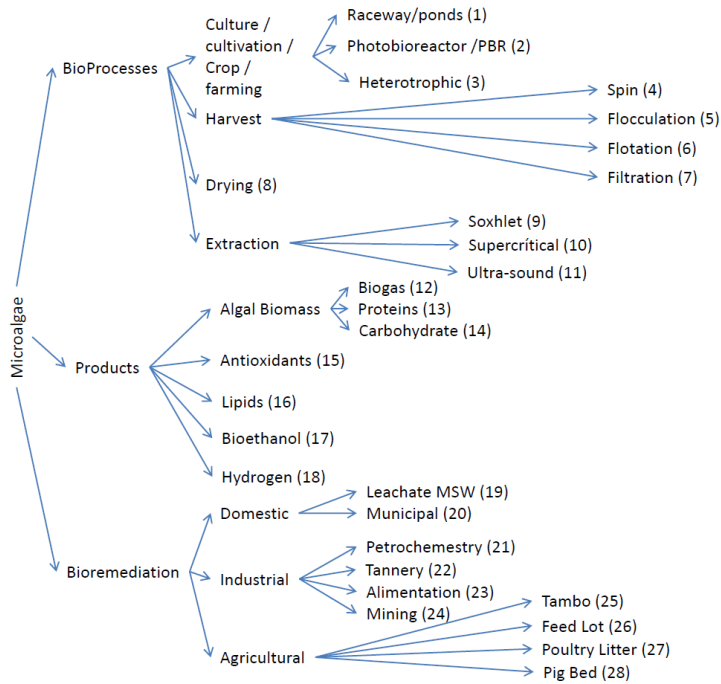 Microalgae
BioProcesses
Culture /
cultivation /
Crop /
farming
Raceway/ponds (1)
Photobioreactor /PBR (2)
Heterotrophic (3)
Harvest
Spin (4)
Flocculation (5)
Flotation (6)
Filtration (7)
Drying (8)
Extraction
Soxhlet (9)
Supercrítical (10)
Ultra-sound (11)
Products
Algal Biomass
Biogas (12)
Proteins (13)
Carbohydrate (14)
Antioxidants (15)
Lipids (16)
Bioethanol (17)
Hydrogen (18)
Bioremediation
Domestic
Leachate MSW (19)
Municipal (20)
Industrial
Petrochemestry (21)
Tannery (22)
Alimentation (23)
Mining (24)
Agricultural
Tambo (25)
Feed Lot (26)
Poultry Litter (27)
Pig Bed (28)